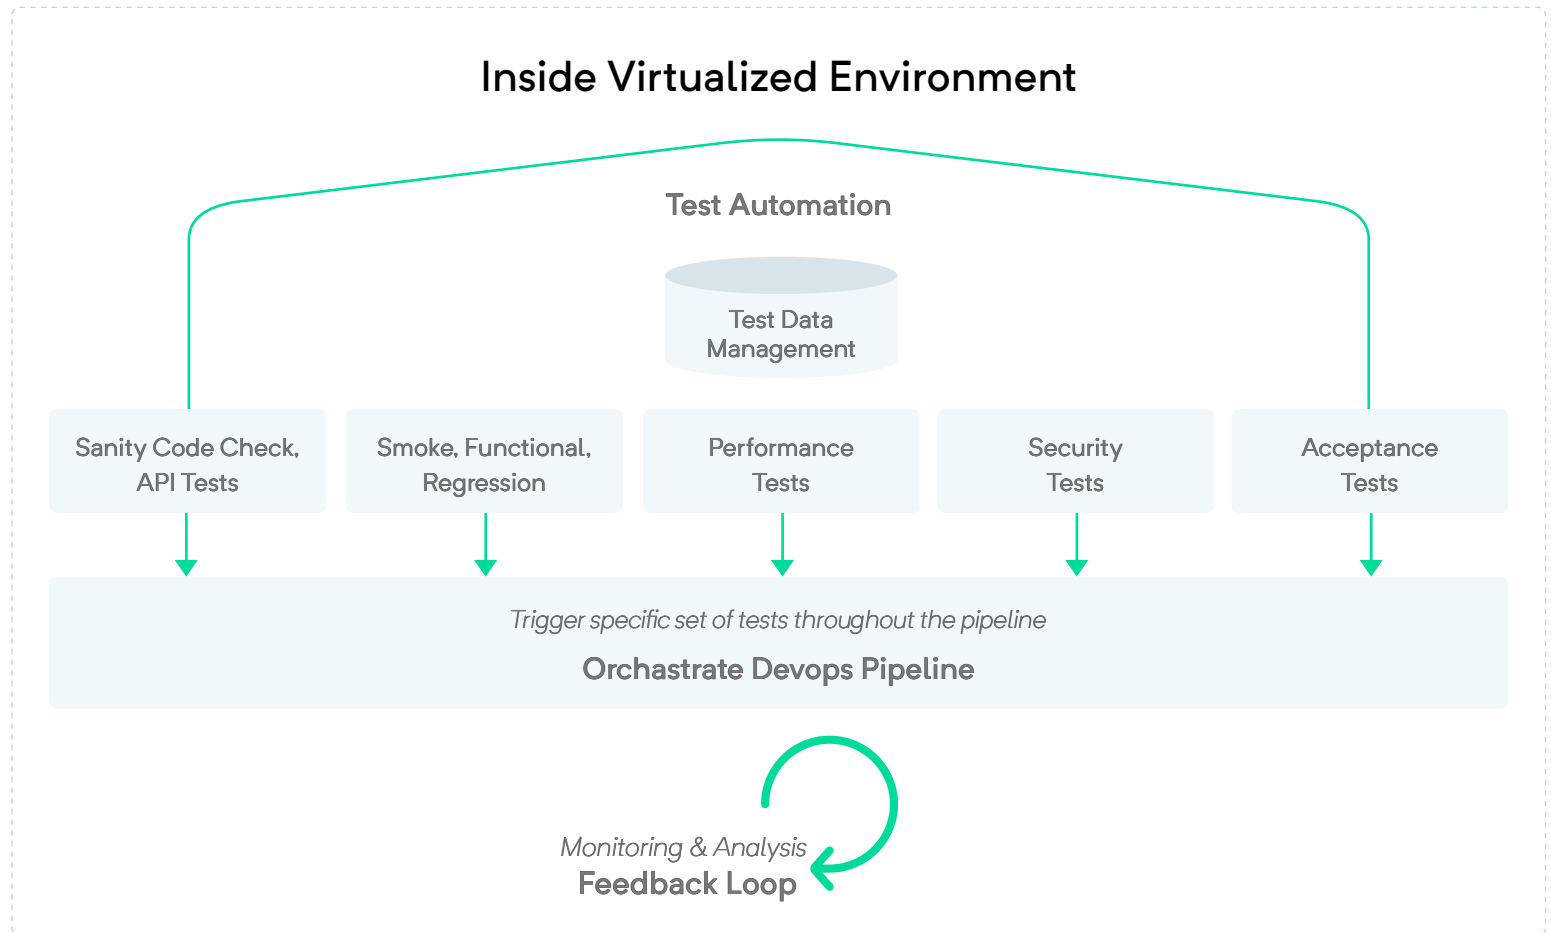 Inside Virtualized Environment
Test Automation
Test Data
Management
Sanity Code Check,
API Tests
Smoke, Functional,
Regression
Performance
Tests
Security
Tests
Acceptance
Tests
Trigger specific set of tests throughout the pipeline
Orchastrate Devops Pipeline
Monitoring & Analysis
Feedback Loop